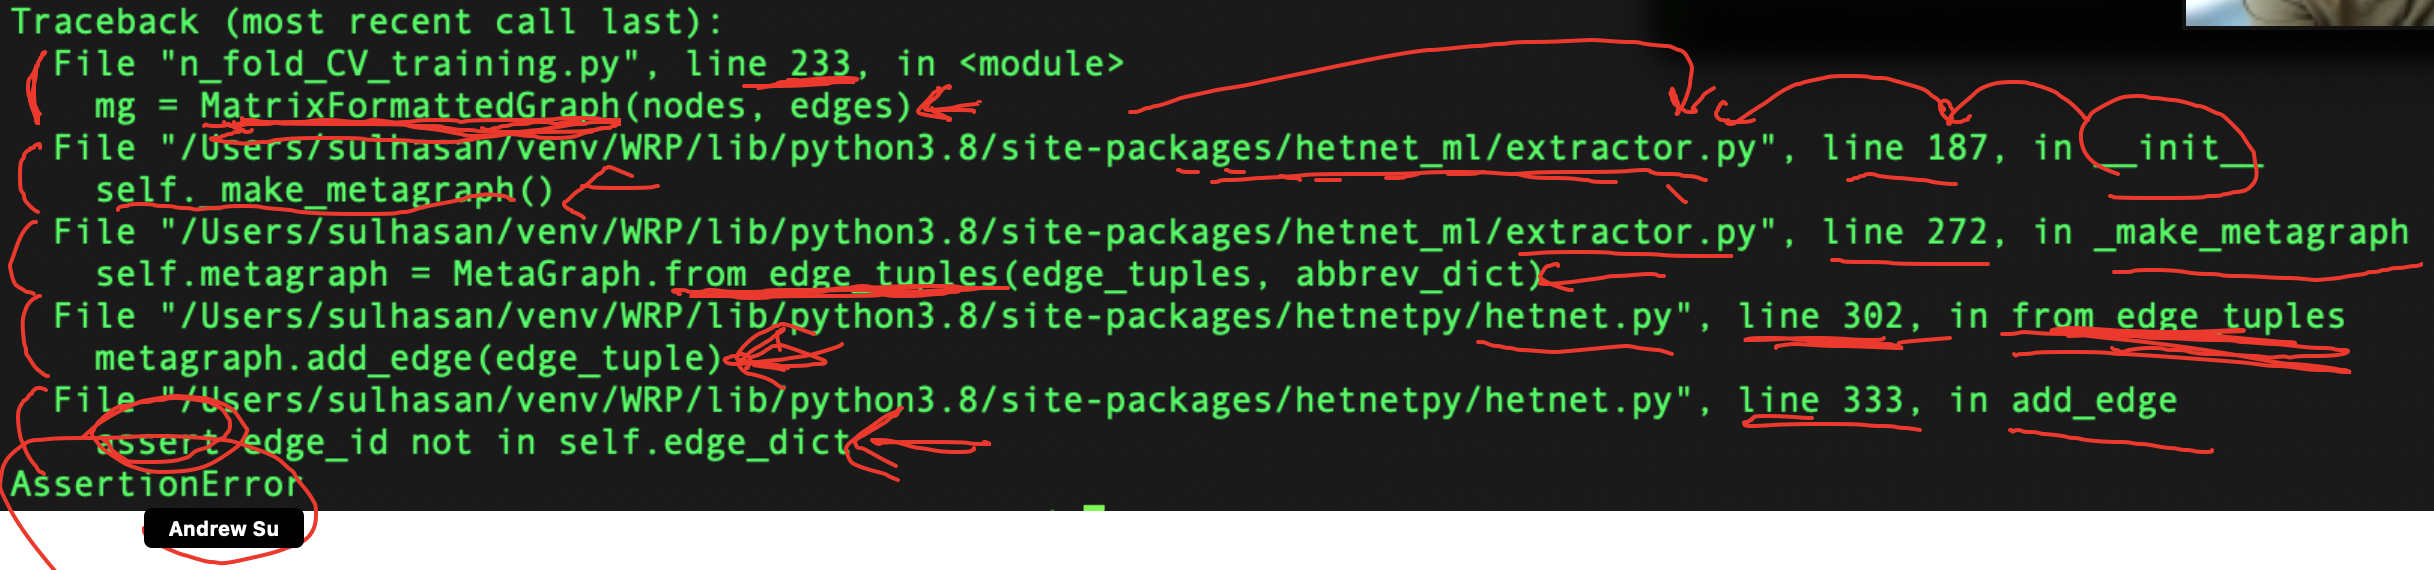 Traceback (most recent call last):
File "n_fold_CV_training.py", line 233, in <module>
mg = MatrixFormattedGraph(nodes, edges)
File "/Users/sulhasan/venv/WRP/lib/python3.8/site-packages/hetnet_ml/extractor.py", line 187, in __init__
self._make_metagraph()
File "/Users/sulhasan/venv/WRP/lib/python3.8/site-packages/hetnet_ml/extractor.py", line 272, in _make_metagraph
self.metagraph = MetaGraph.from_edge_tuples(edge_tuples, abbrev_dict)
File "/Users/sulhasan/venv/WRP/lib/python3.8/site-packages/hetnetpy/hetnet.py", line 302, in from_edge_tuples
metagraph.add_edge(edge_tuple)
File "/Users/sulhasan/venv/WRP/lib/python3.8/site-packages/hetnetpy/hetnet.py", line 333, in add_edge
assert edge_id not in self.edge_dict
AssertionError
Andrew Su